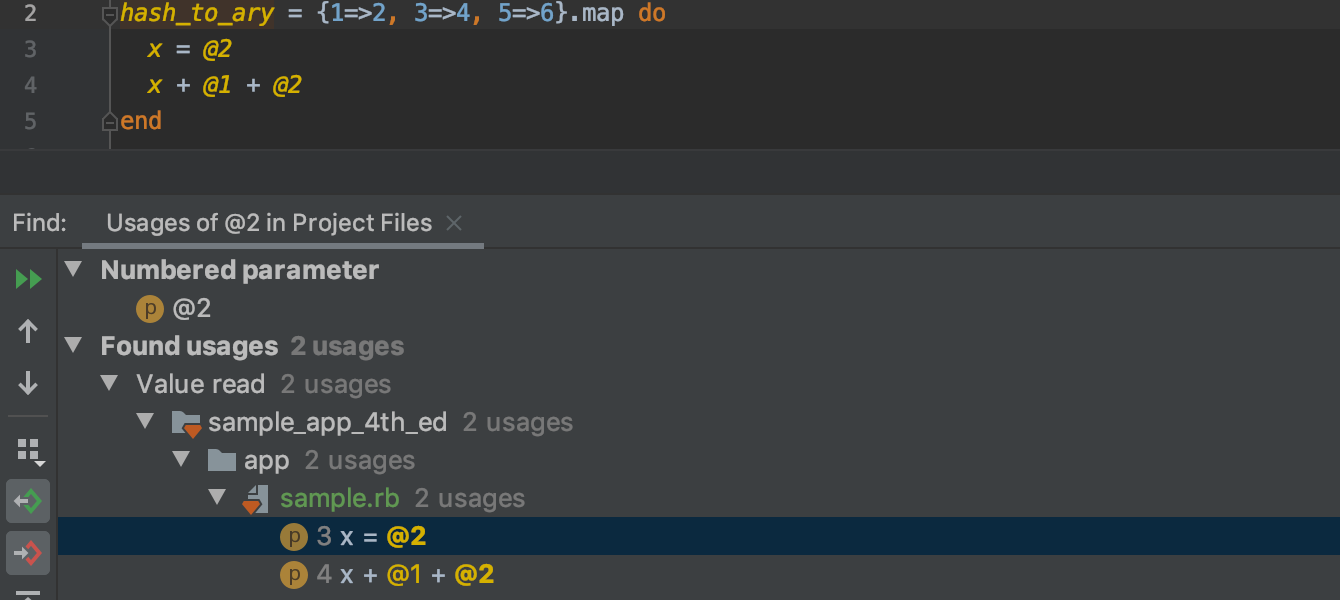 2 hash_to_ary = {1=>2, 3=>4, 5=>6}.map do
3 x = @2
4 x + @1 + @2
5 end
Find: Usages of @2 in Project Files
Numbered parameter
p @2
Found usages 2 usages
Value read 2 usages
sample_app_4th_ed 2 usages
app 2 usages
sample.rb 2 usages
p 3 x = @2
p 4 x + @1 + @2